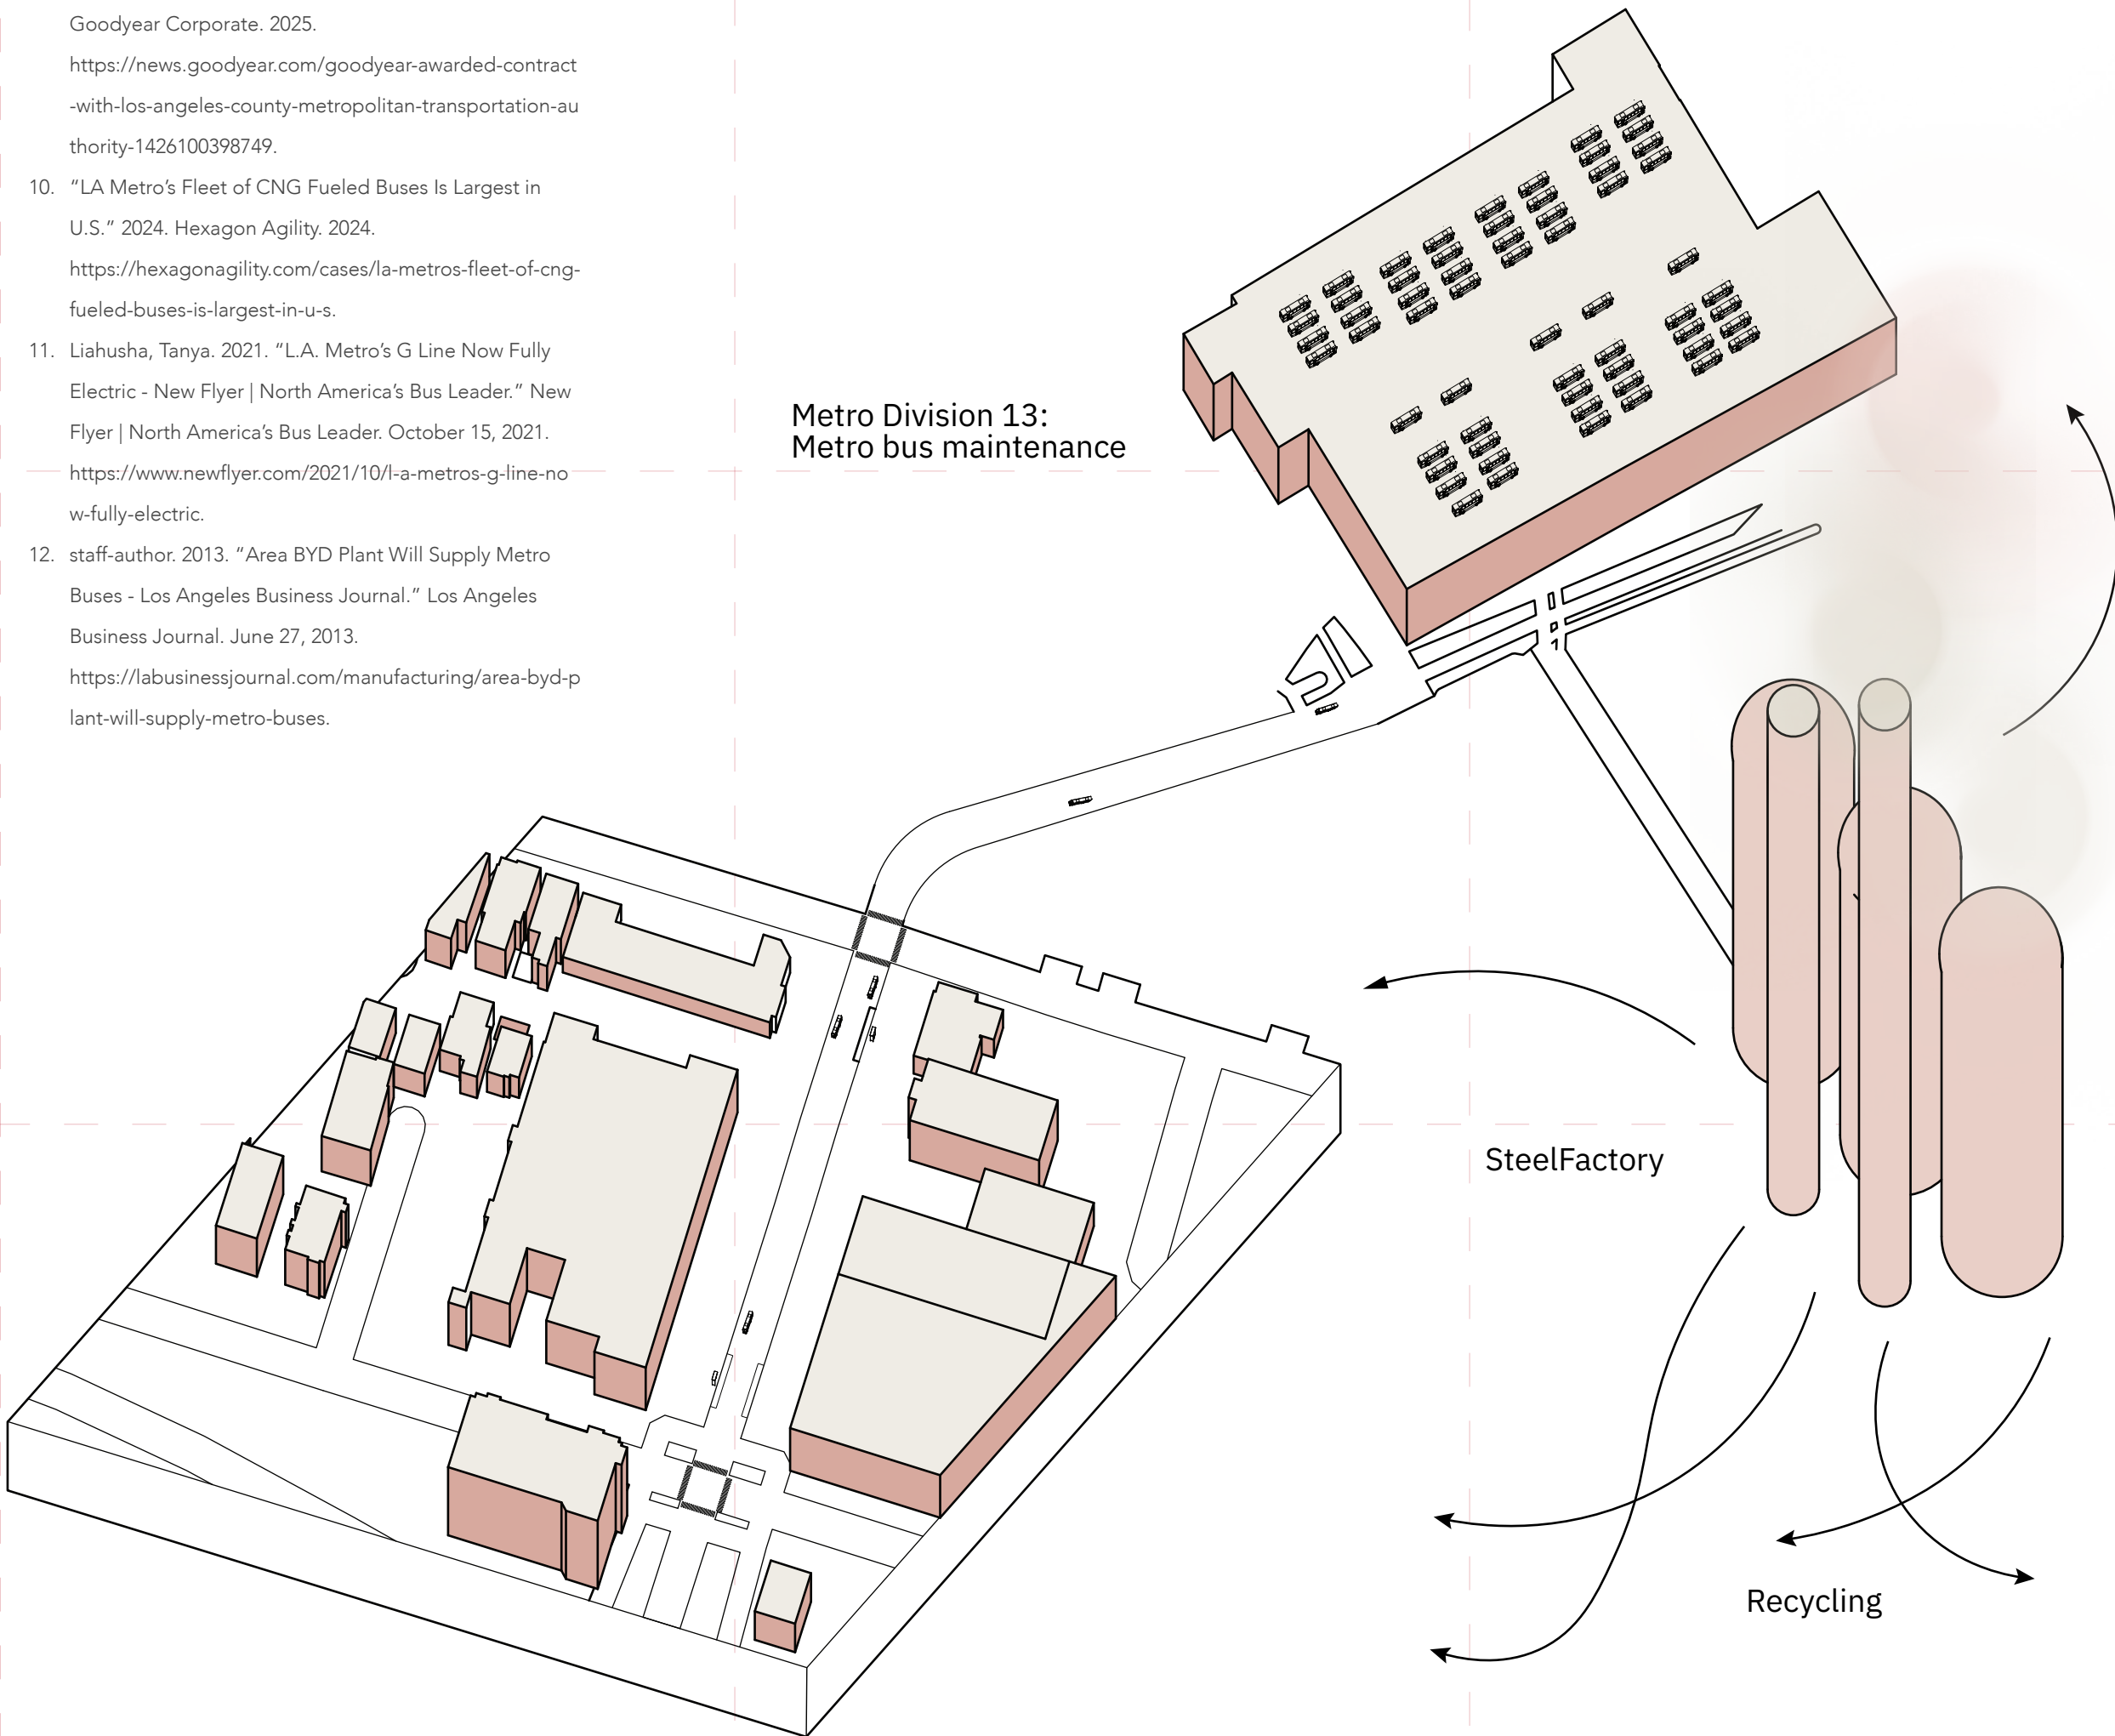 Goodyear Corporate. 2025.
https://news.goodyear.com/goodyear-awarded-contract
-with-los-angeles-county-metropolitan-transportation-au
thority-1426100398749.
10. “LA Metro’s Fleet of CNG Fueled Buses Is Largest in
U.S.” 2024. Hexagon Agility. 2024.
https://hexagonagility.com/cases/la-metros-fleet-of-cng-
fueled-buses-is-largest-in-u-s.
11. Liahusha, Tanya. 2021. “L.A. Metro’s G Line Now Fully
Electric - New Flyer | North America’s Bus Leader.” New
Flyer | North America’s Bus Leader. October 15, 2021.
https://www.newflyer.com/2021/10/l-a-metros-g-line-no
w-fully-electric.
12. staff-author. 2013. “Area BYD Plant Will Supply Metro
Buses - Los Angeles Business Journal.” Los Angeles
Business Journal. June 27, 2013.
https://labusinessjournal.com/manufacturing/area-byd-p
lant-will-supply-metro-buses.
Metro Division 13:
Metro bus maintenance
SteelFactory
Recycling